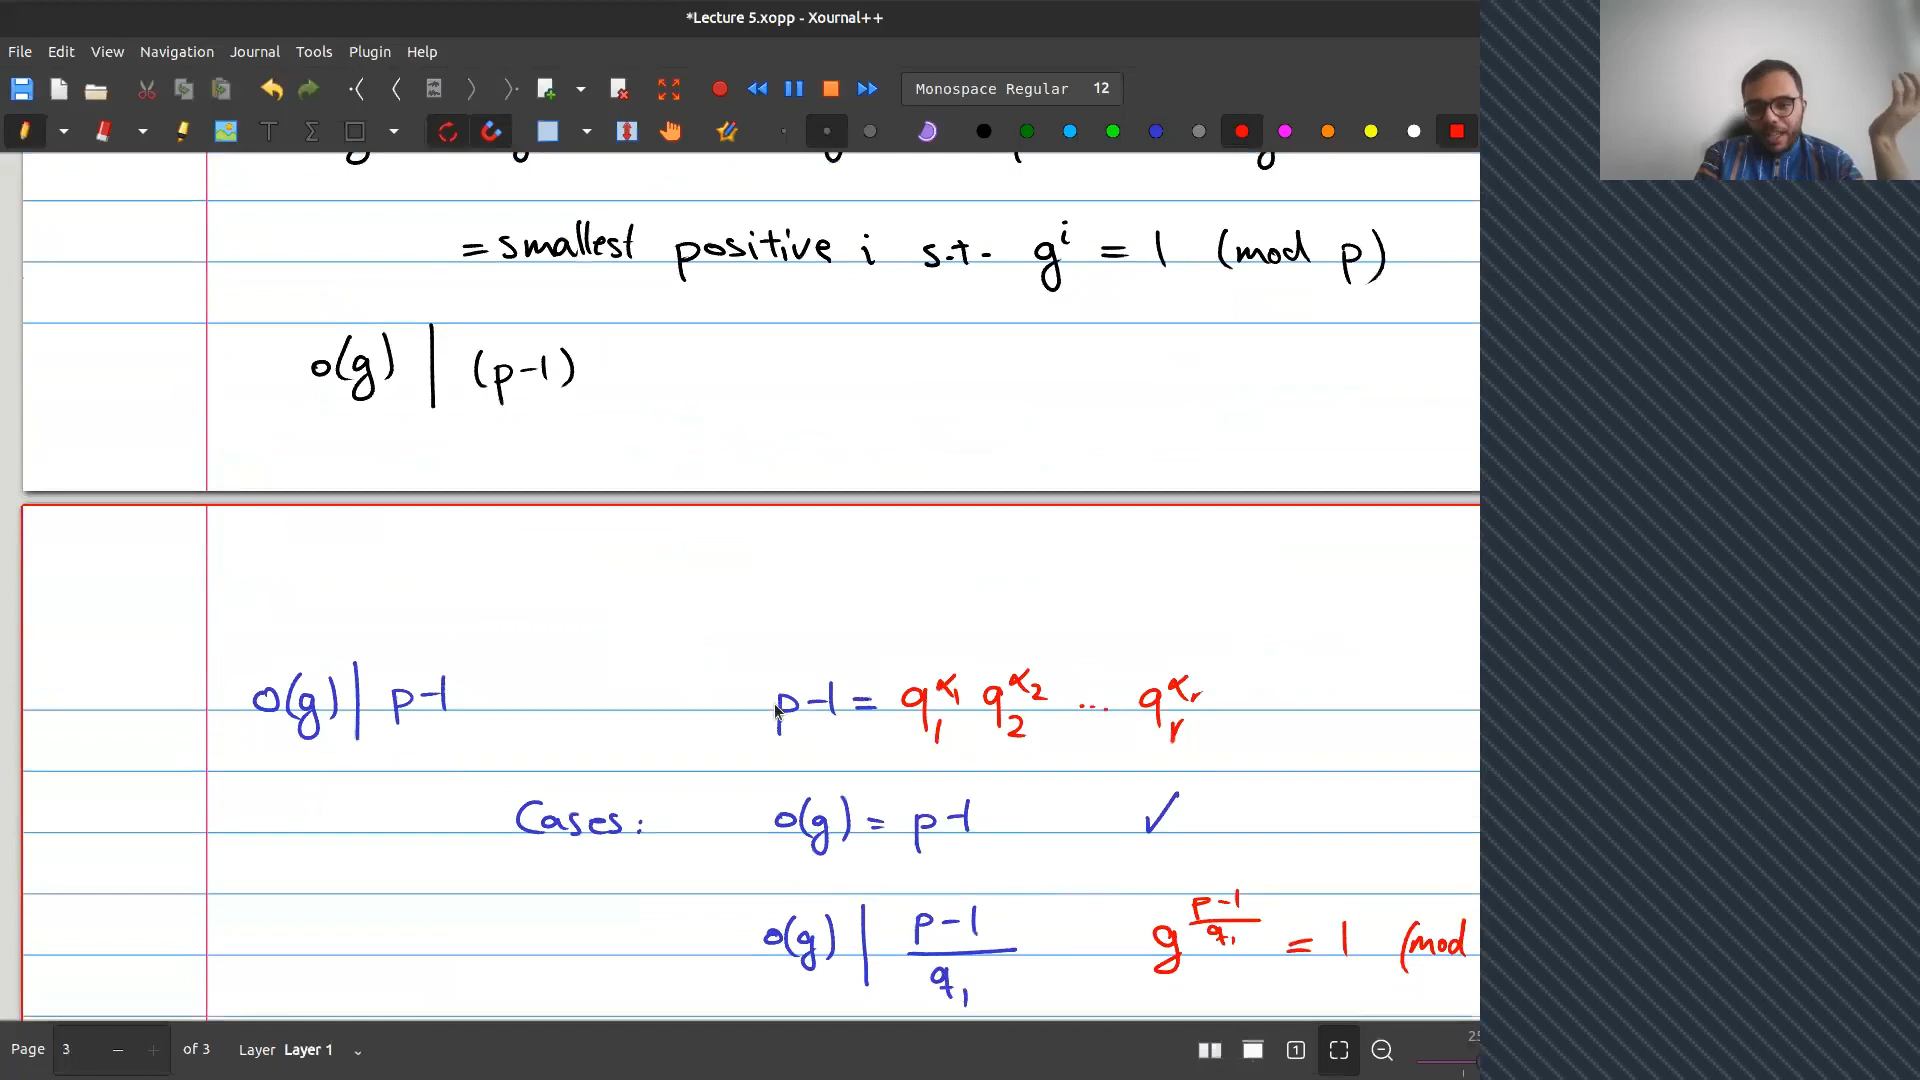 *Lecture 5.xopp - Xournal++
File Edit View Navigation Journal Tools Plugin Help
Monospace Regular 12
= smallest positive i s.t. g^i = 1 (mod p)
o(g) | (p-1)
o(g) | p-1 p-1 = q_1^{α_1} q_2^{α_2} ... q_r^{α_r}
Cases: o(g) = p-1 ✓
o(g) | \frac{p-1}{q_1} g^{\frac{p-1}{q_1}} = 1 (mod
Page 3 of 3 Layer Layer 1